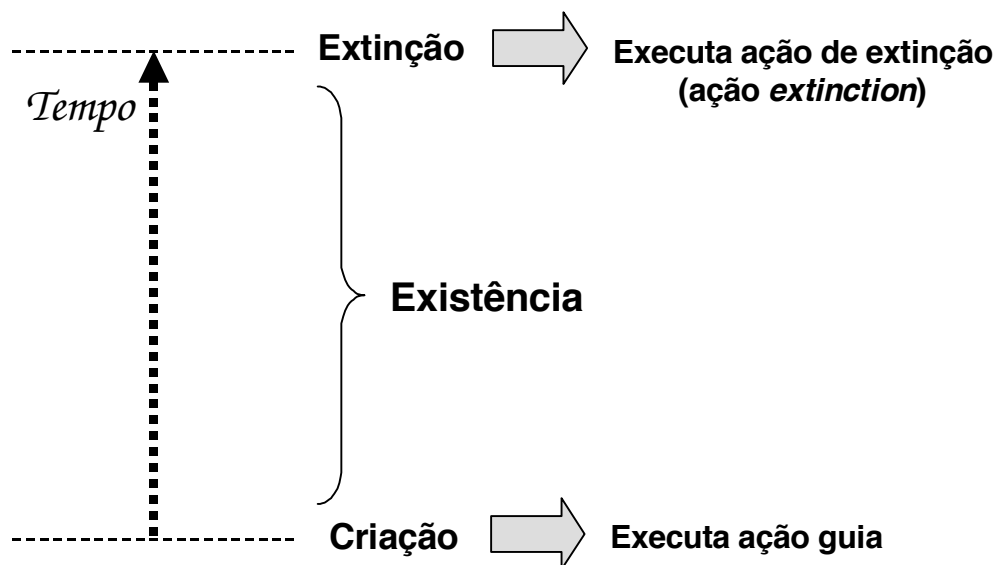 Extinção
Executa ação de extinção
(ação extinction)
Tempo
Existência
Criação
Executa ação guia